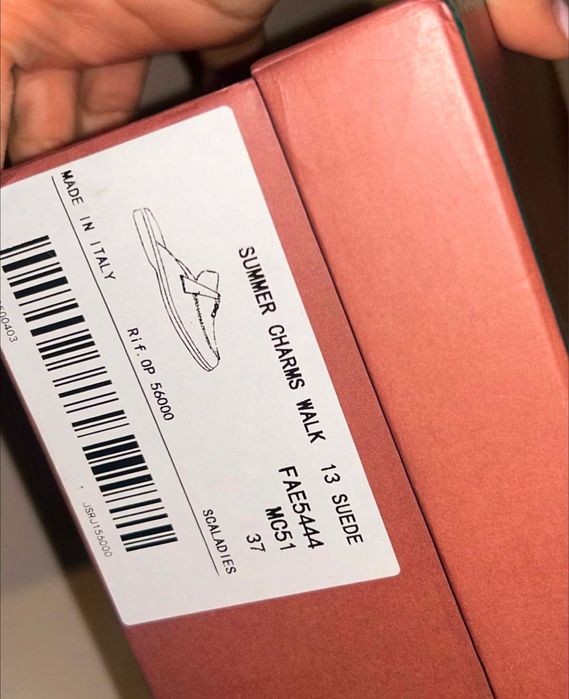 SUMMER CHARMS WALK 13 SUEDE
FAE5444
MC51
37
SCALADIES
MADE IN ITALY
Rif. OP 56000
JSRJ156000